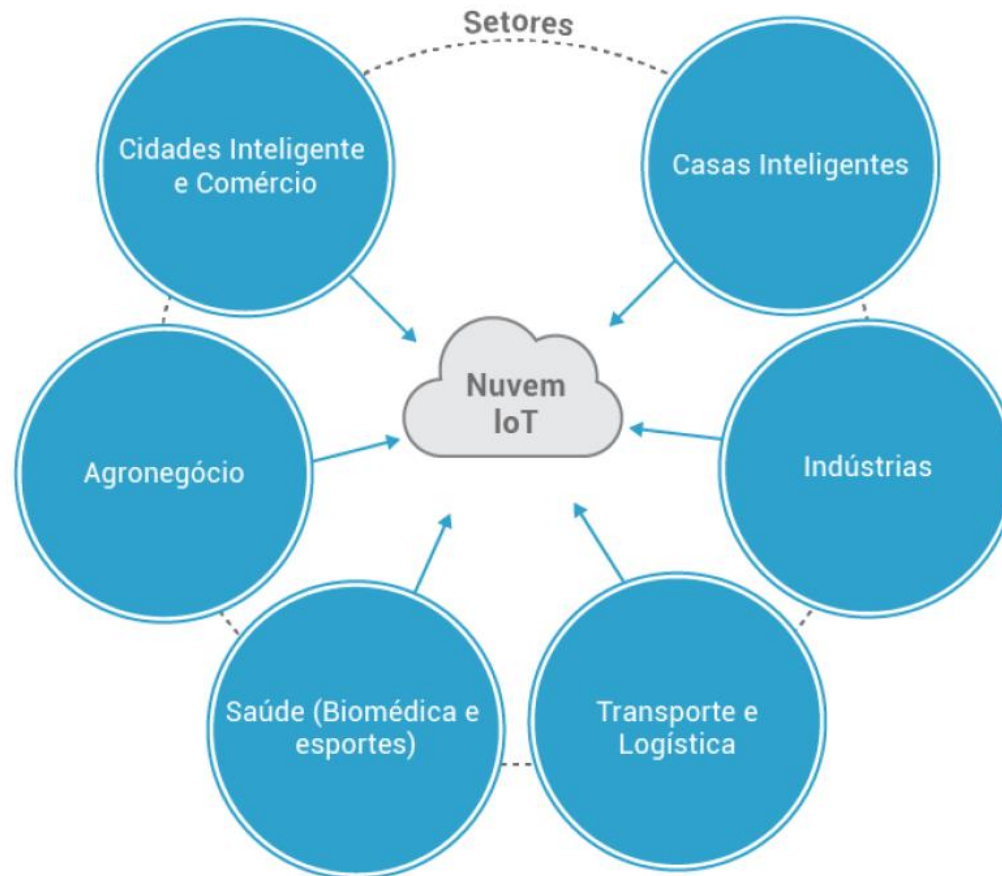 Setores
Cidades Inteligente
e Comércio
Casas Inteligentes
Nuvem
IoT
Agronegócio
Indústrias
Saúde (Biomédica e
esportes)
Transporte e
Logística